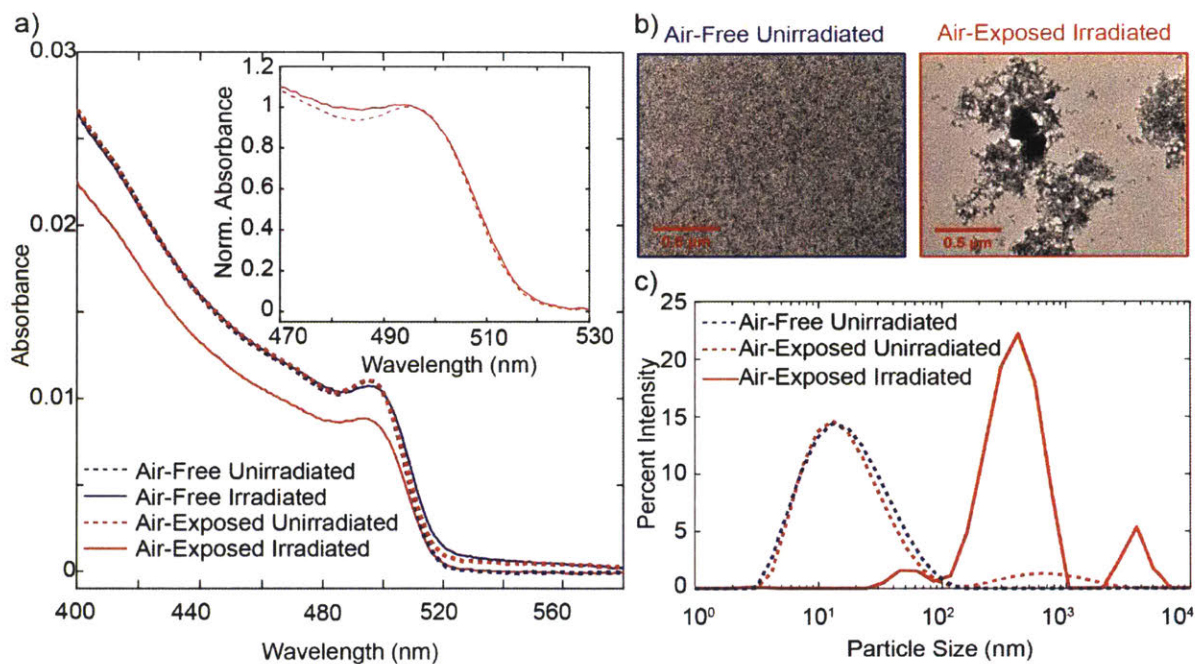 a)
0.03
0.02
0.01
0
Absorbance
400
440
480
520
560
Wavelength (nm)
Air-Free Unirradiated
Air-Free Irradiated
Air-Exposed Unirradiated
Air-Exposed Irradiated
1.2
1
0.8
0.6
0.4
0.2
0
Norm. Absorbance
470
490
510
530
Wavelength (nm)
b)
Air-Free Unirradiated
Air-Exposed Irradiated
0.5 μm
0.5 μm
c)
25
20
15
10
5
0
Percent Intensity
Air-Free Unirradiated
Air-Exposed Unirradiated
Air-Exposed Irradiated
10⁰
10¹
10²
10³
10⁴
Particle Size (nm)